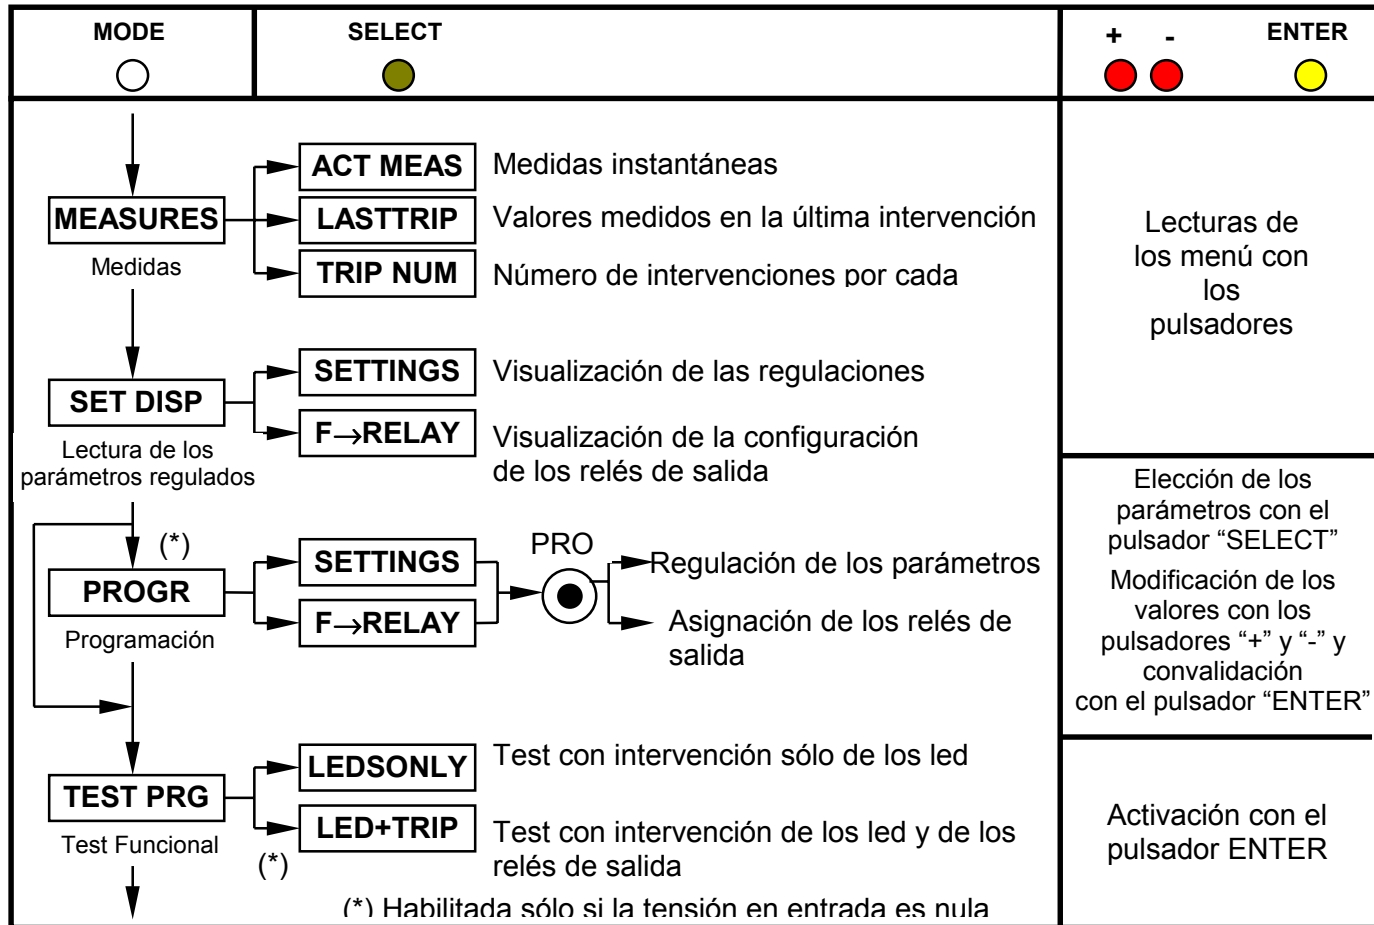 MODE
SELECT
+ -
ENTER
ACT MEAS
Medidas instantáneas
MEASURES
LASTTRIP
Valores medidos en la última intervención
Medidas
TRIP NUM
Número de intervenciones por cada
Lecturas de
los menú con
los
pulsadores
SETTINGS
Visualización de las regulaciones
SET DISP
F→RELAY
Visualización de la configuración
de los relés de salida
Lectura de los
parámetros regulados
(*)
PROGR
Programación
SETTINGS
F→RELAY
PRO
Regulación de los parámetros
Asignación de los relés de
salida
Elección de los
parámetros con el
pulsador “SELECT”
Modificación de los
valores con los
pulsadores “+” y “-” y
convalidación
con el pulsador “ENTER”
LEDSONLY
Test con intervención sólo de los led
TEST PRG
Test Funcional
LED+TRIP
(*)
Test con intervención de los led y de los
relés de salida
Activación con el
pulsador ENTER
(*) Habilitada sólo si la tensión en entrada es nula